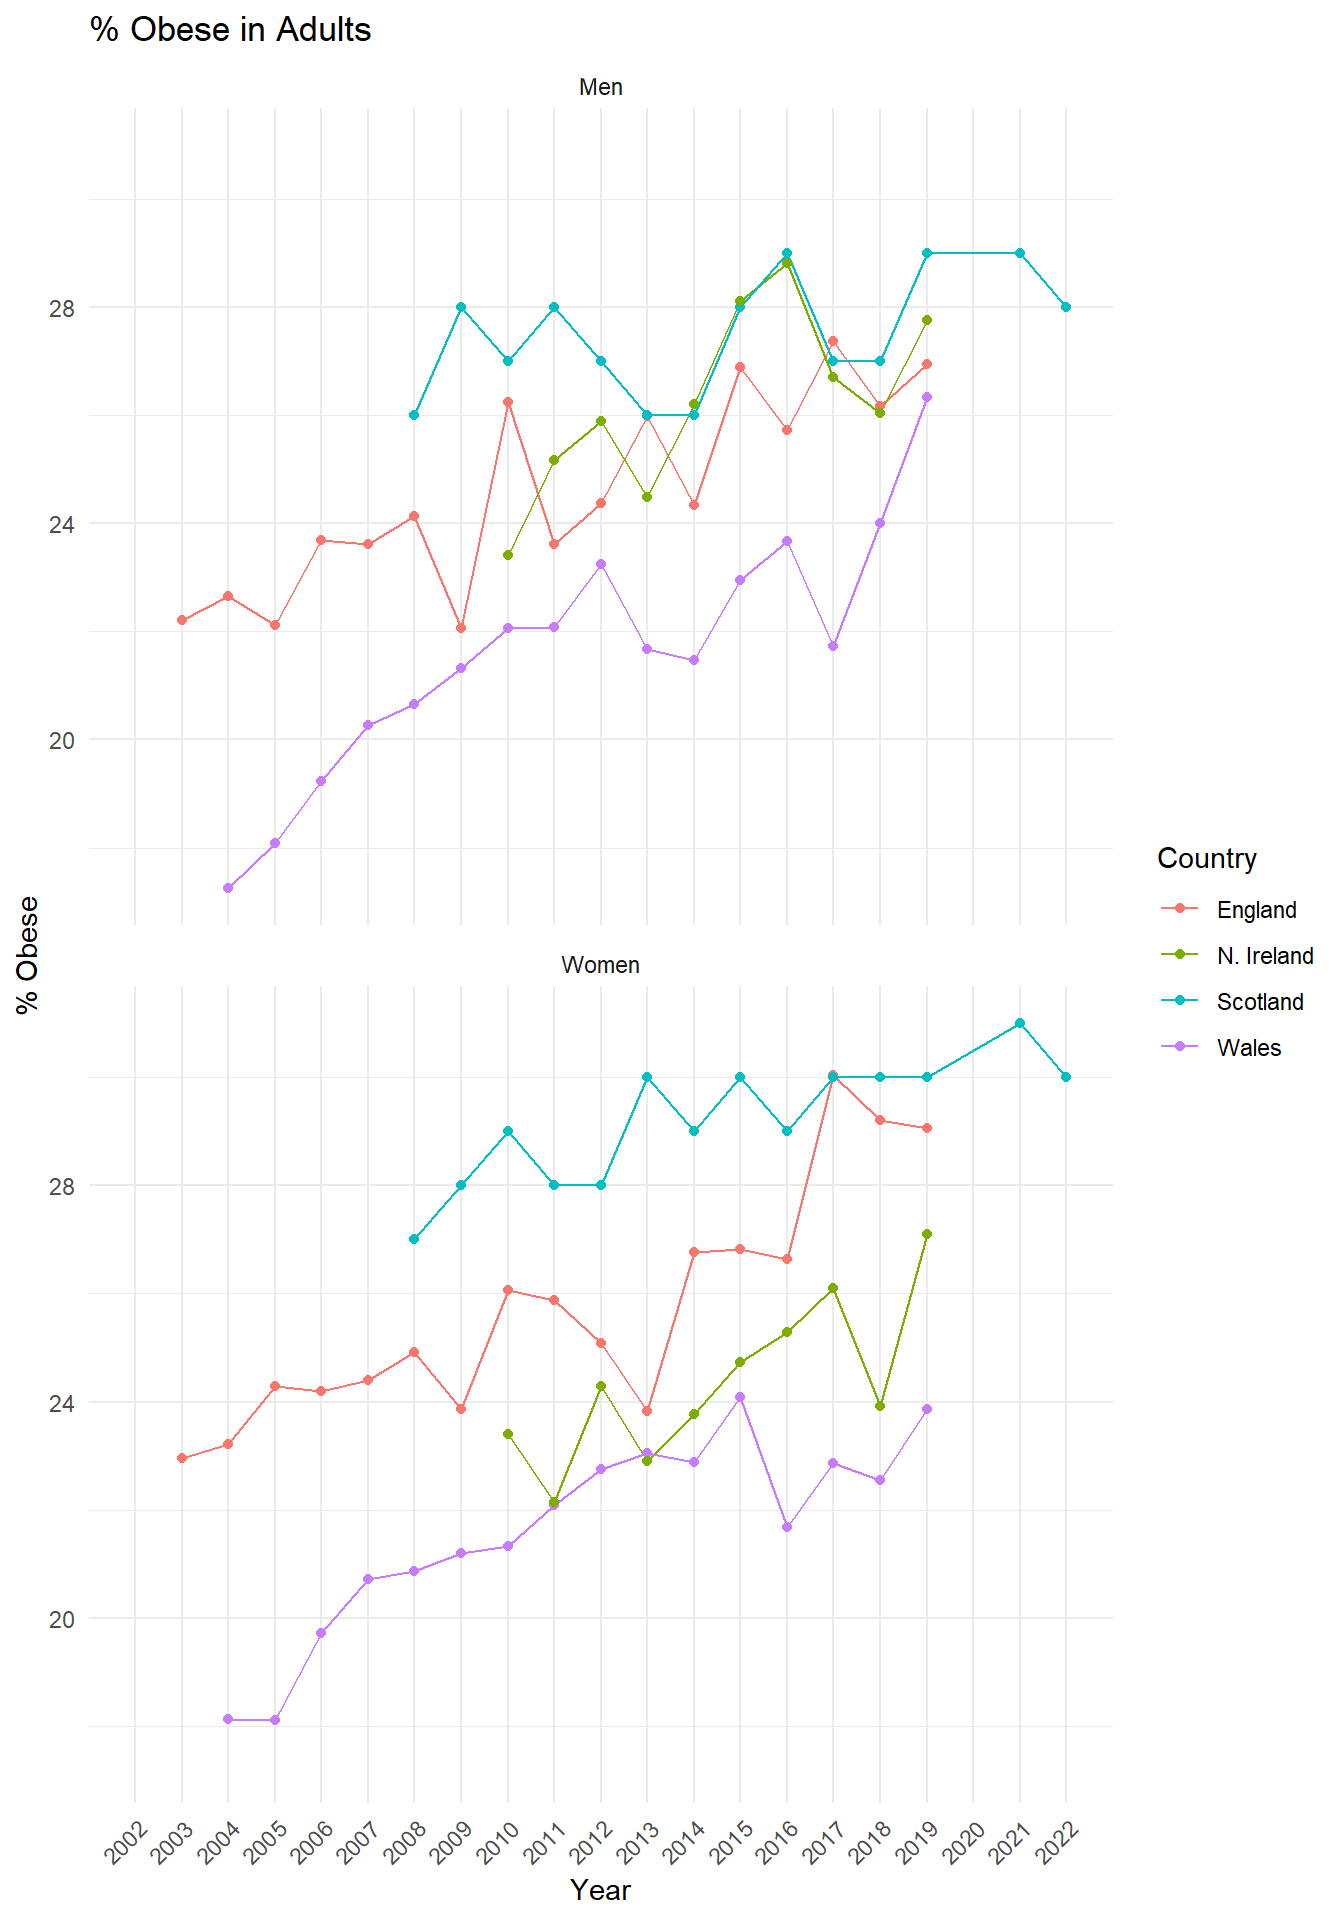 % Obese in Adults
Men
28
24
20
Women
28
24
20
% Obese
2002 2003 2004 2005 2006 2007 2008 2009 2010 2011 2012 2013 2014 2015 2016 2017 2018 2019 2020 2021 2022
Year
Country
England
N. Ireland
Scotland
Wales